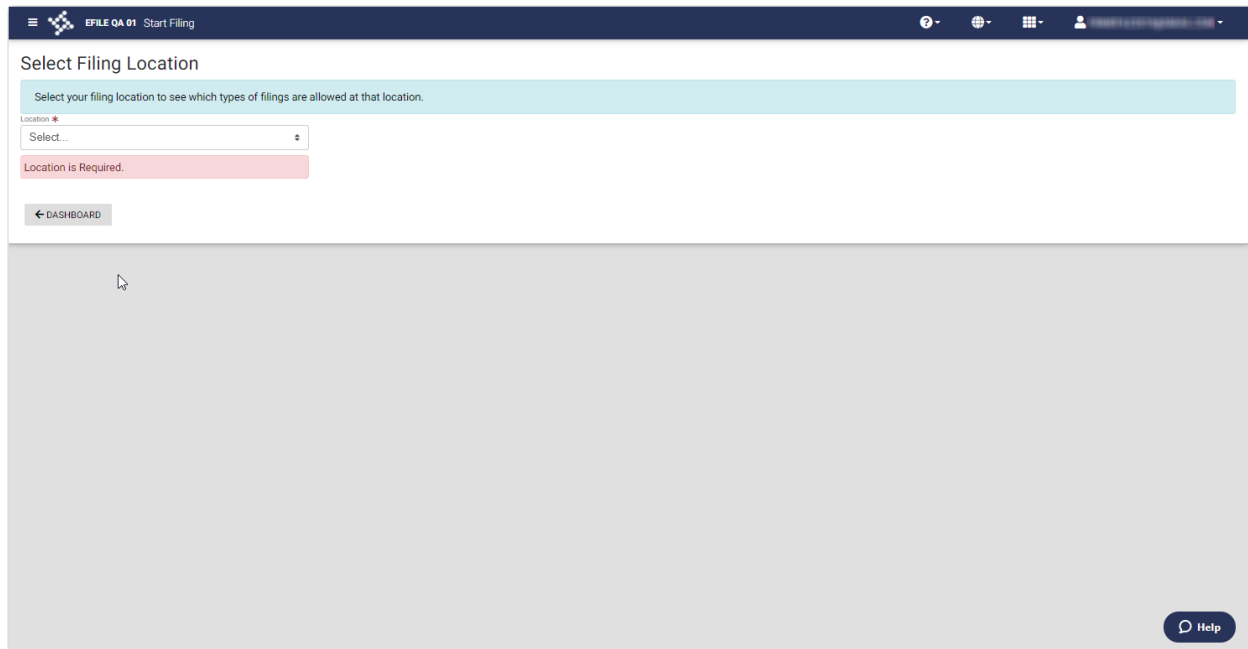 EFILE QA 01 Start Filing
Select Filing Location
Select your filing location to see which types of filings are allowed at that location.
Location *
Select...
Location is Required.
DASHBOARD
Help